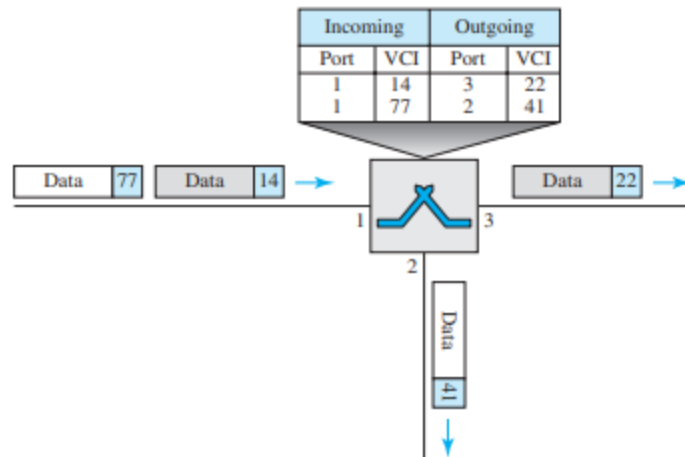 Incoming Outgoing
Port VCI Port VCI
1 14 3 22
1 77 2 41
Data 77 Data 14 Data 22
1 3
2
Data 41